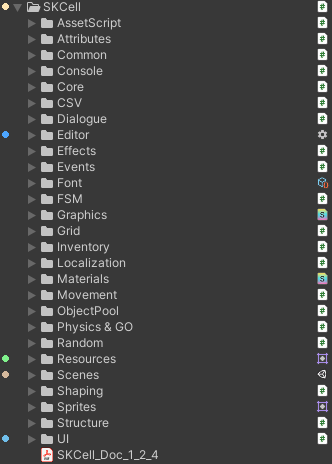 SKCell
AssetScript
Attributes
Common
Console
Core
CSV
Dialogue
Editor
Effects
Events
Font
FSM
Graphics
Grid
Inventory
Localization
Materials
Movement
ObjectPool
Physics & GO
Random
Resources
Scenes
Shaping
Sprites
Structure
UI
SKCell_Doc_1_2_4